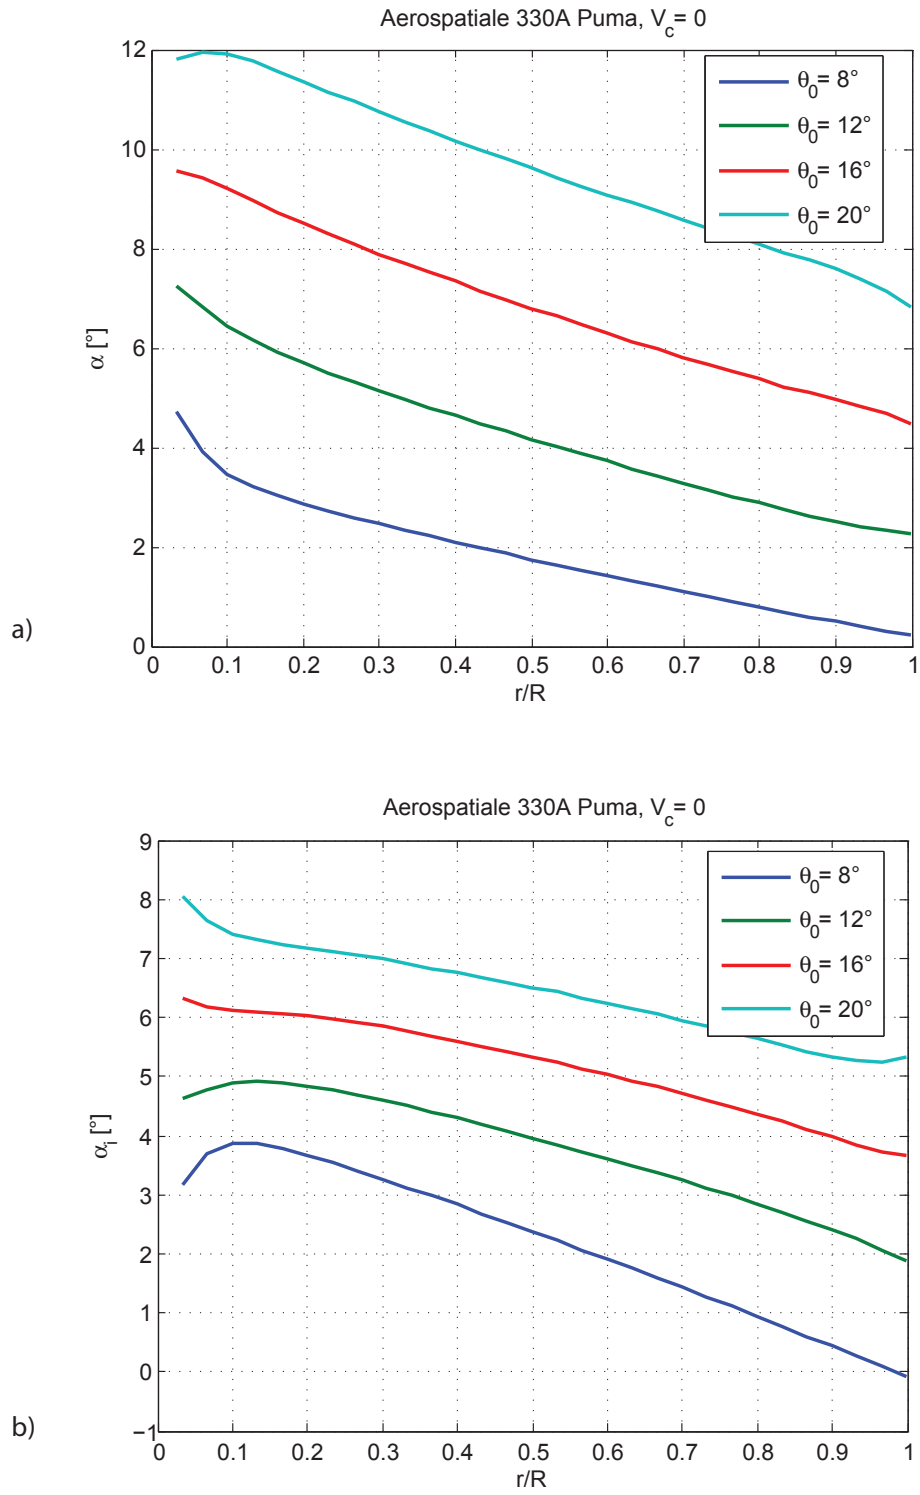 Aerospatiale 330A Puma, V_c= 0
12
10
8
6
4
2
0
α [°]
θ_0= 8°
θ_0= 12°
θ_0= 16°
θ_0= 20°
a)
0 0.1 0.2 0.3 0.4 0.5 0.6 0.7 0.8 0.9 1
r/R
Aerospatiale 330A Puma, V_c= 0
9
8
7
6
5
4
3
2
1
0
−1
α_i [°]
θ_0= 8°
θ_0= 12°
θ_0= 16°
θ_0= 20°
b)
0 0.1 0.2 0.3 0.4 0.5 0.6 0.7 0.8 0.9 1
r/R